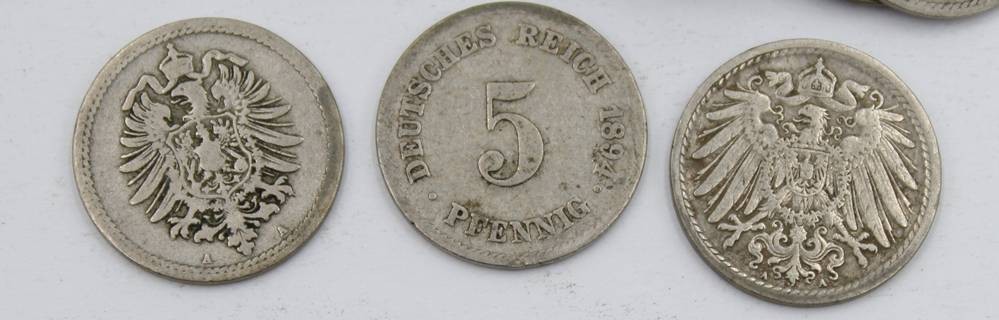 A A
DEUTSCHES REICH 1894
5
PFENNIG
A A